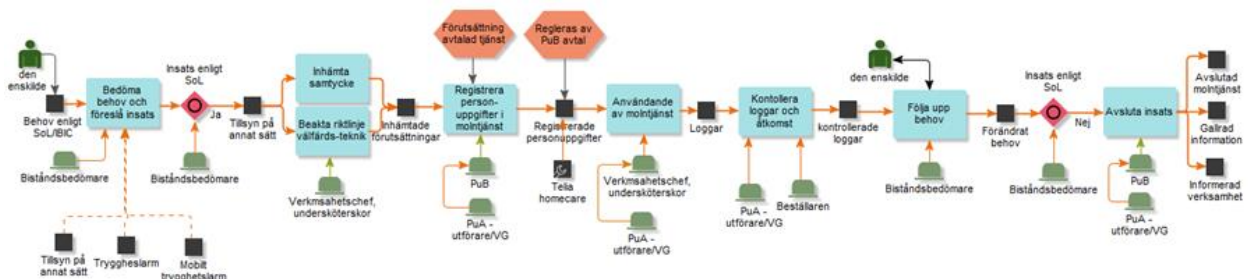 den
enskilde
Behov enligt
SoL/BIC
Bedöma
behov och
föreslå insats
Biståndsbedömare
Tillsyn på
annat sätt
Tryggheslarm
Mobilt
trygghetslarm
Insats enligt
SoL
Ja
Biståndsbedömare
Tillsyn på
annat sätt
Inhämta
samtycke
Beakta riktlinje
välfärds-teknik
Verkmsahetschef,
undersköterskor
Inhämtade
förutsättningar
Förutsättning
avtalad tjänst
Registrera
person-
uppgifter i
molntjänst
PuB
PuA -
utförare/VG
Regleras av
PuB avtal
Registrerade
personuppgifter
Telia
homecare
Användande
av molntjänst
Verkmsahetschef,
undersköterskor
PuA -
utförare/VG
Loggar
Kontollera
loggar och
åtkomst
PuA -
utförare/VG
Beställaren
kontrollerade
loggar
den enskilde
Följa upp
behov
Biståndsbedömare
Förändrat
behov
Insats enligt
SoL
Nej
Biståndsbedömare
Avsluta insats
PuB
PuA -
utförare/VG
Avslutad
molntjänst
Gallrad
information
Informerad
verksamhet